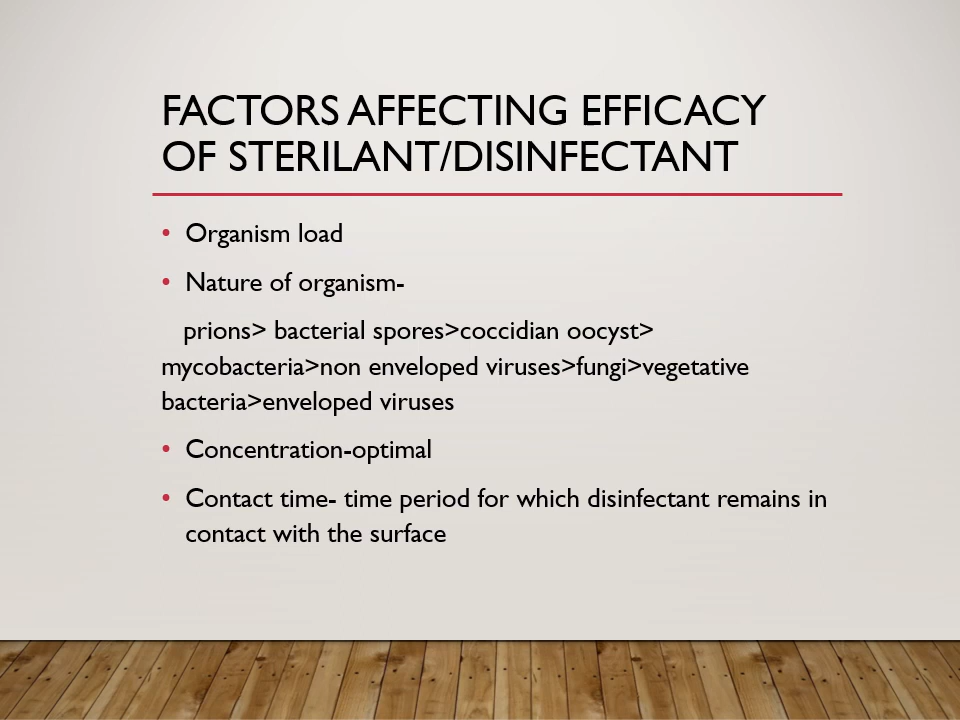 FACTORS AFFECTING EFFICACY
OF STERILANT/DISINFECTANT
• Organism load
• Nature of organism-
prions> bacterial spores>coccidian oocyst>
mycobacteria>non enveloped viruses>fungi>vegetative
bacteria>enveloped viruses
• Concentration-optimal
• Contact time- time period for which disinfectant remains in
contact with the surface